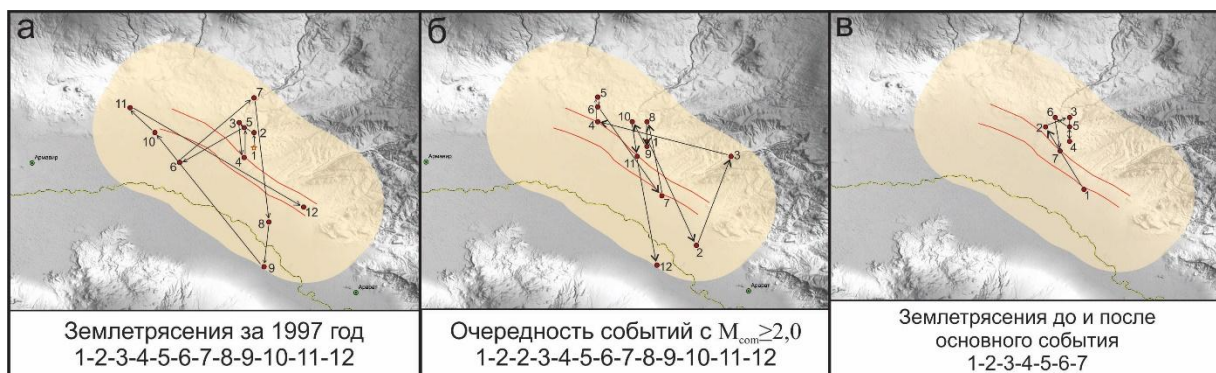 а
11
10
6
7
3
5
2
4
1
8
12
9
Армавир
Арарат
Землетрясения за 1997 год
1-2-3-4-5-6-7-8-9-10-11-12
б
5
6
4
10
8
1
9
11
3
7
2
12
Армавир
Арарат
Очередность событий с Mcom≥2,0
1-2-2-3-4-5-6-7-8-9-10-11-12
в
6
3
2
5
4
7
1
Армавир
Арарат
Землетрясения до и после
основного события
1-2-3-4-5-6-7